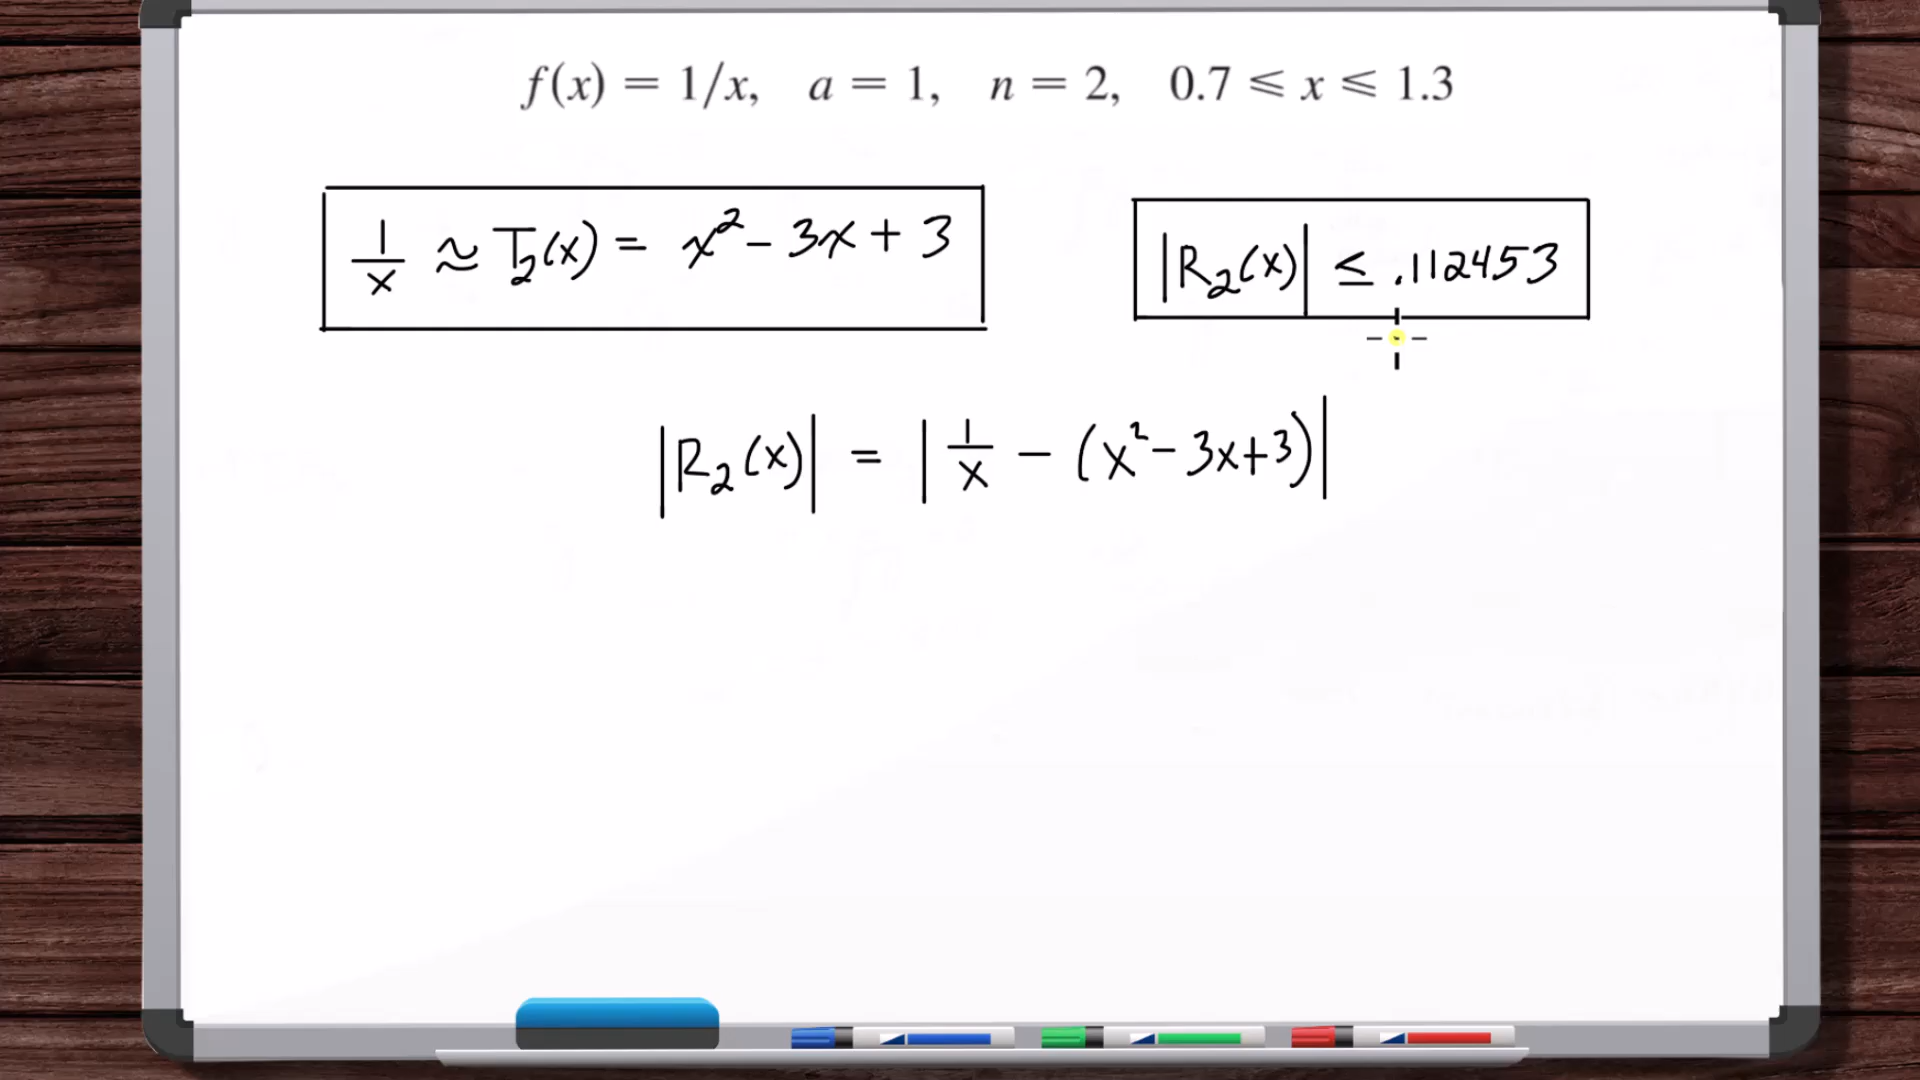 f(x) = 1/x,   a = 1,   n = 2,   0.7 ⩽ x ⩽ 1.3
1/x ≈ T₂(x) = x² − 3x + 3
|R₂(x)| ≤ .112453
|R₂(x)| = |1/x − (x² − 3x + 3)|